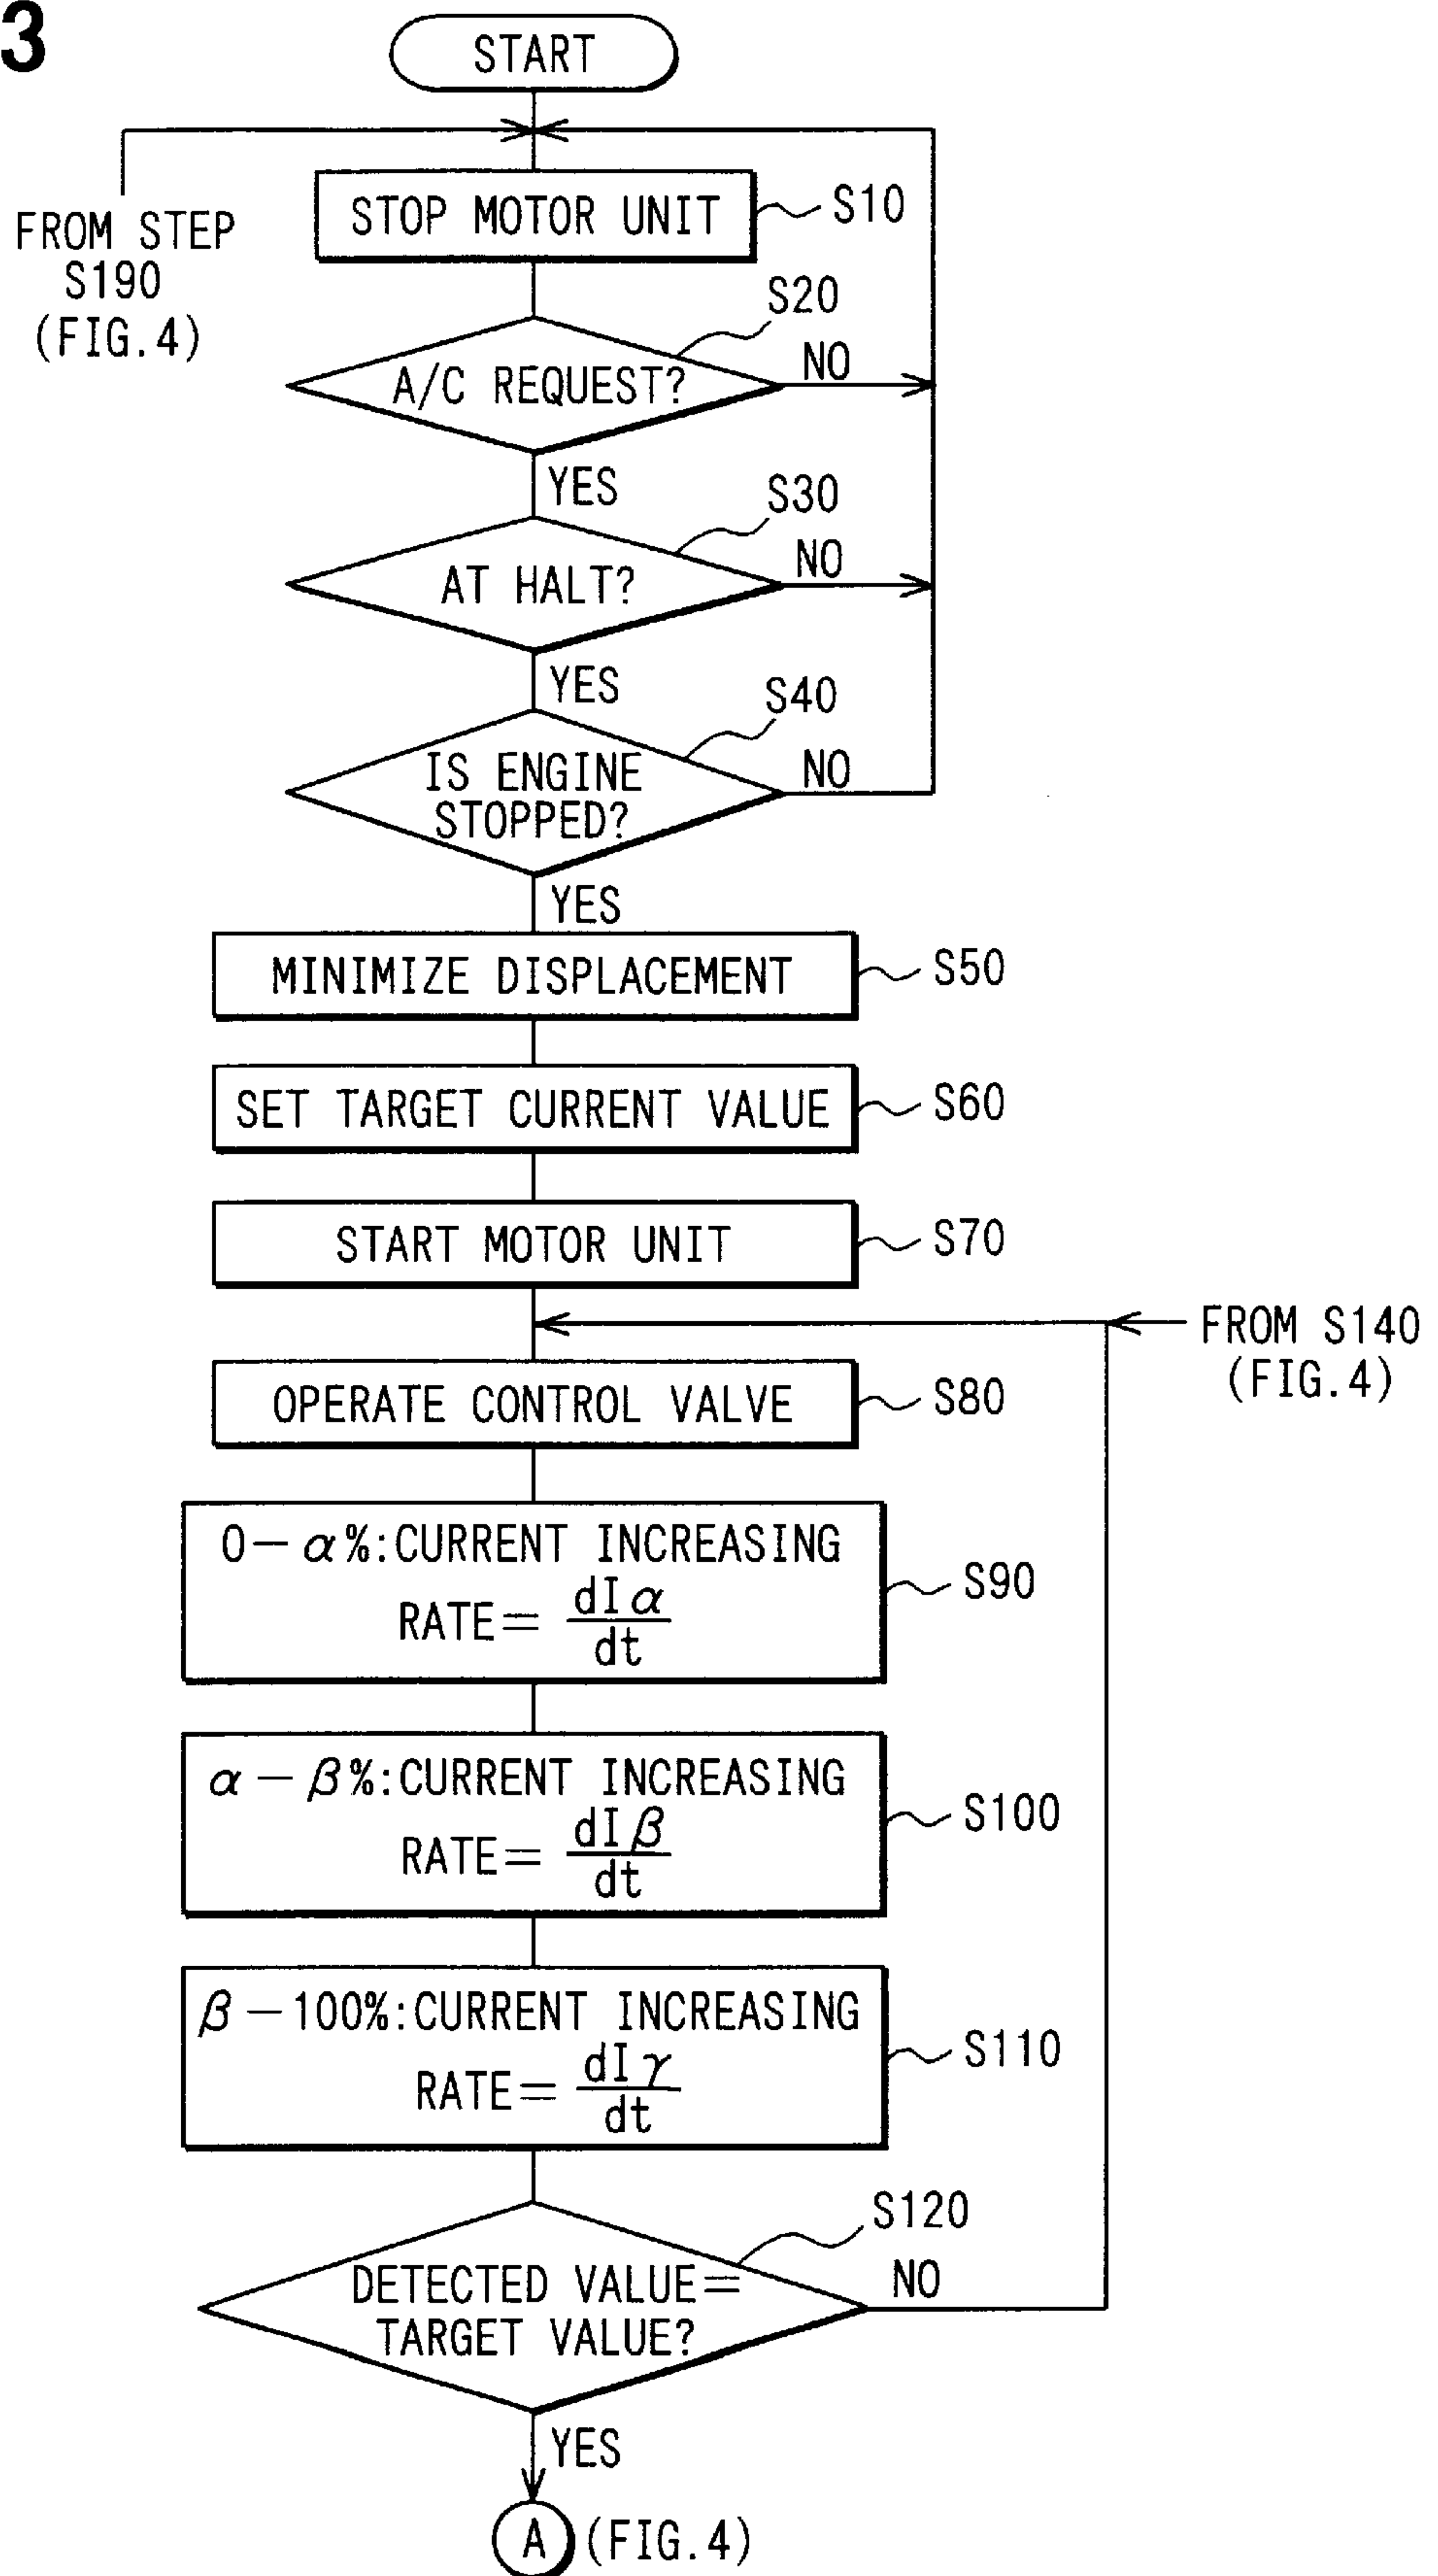 3
START
FROM STEP
S190
(FIG.4)
STOP MOTOR UNIT
S10
S20
A/C REQUEST?
NO
YES
S30
AT HALT?
NO
YES
S40
IS ENGINE
STOPPED?
NO
YES
MINIMIZE DISPLACEMENT
S50
SET TARGET CURRENT VALUE
S60
START MOTOR UNIT
S70
FROM S140
(FIG.4)
OPERATE CONTROL VALVE
S80
0—α%:CURRENT INCREASING
RATE= dIα/dt
S90
α—β%:CURRENT INCREASING
RATE= dIβ/dt
S100
β—100%:CURRENT INCREASING
RATE= dIγ/dt
S110
S120
DETECTED VALUE=
TARGET VALUE?
NO
YES
A (FIG.4)